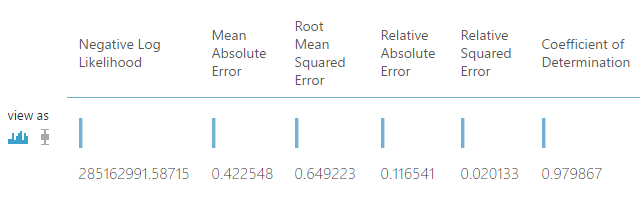 Negative Log
Likelihood
Mean
Absolute
Error
Root
Mean
Squared
Error
Relative
Absolute
Error
Relative
Squared
Error
Coefficient of
Determination
view as
285162991.58715 0.422548 0.649223 0.116541 0.020133 0.979867